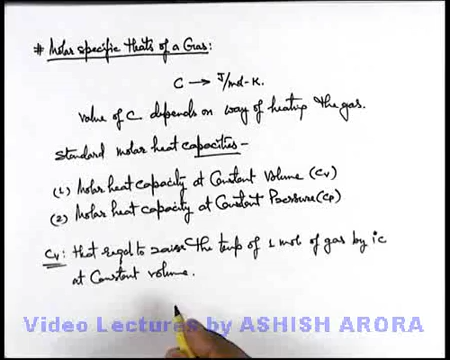 # Molar specific Heats of a Gas:
C → J/mol-K.
Value of C depends on way of heating the gas.
Standard molar heat capacities -
(1) Molar heat capacity at Constant Volume (Cv)
(2) Molar heat capacity at Constant Pressure (Cp)
Cv: Heat reqd to raise the temp of 1 mol of gas by 1°C
at Constant volume.
Video Lectures by ASHISH ARORA